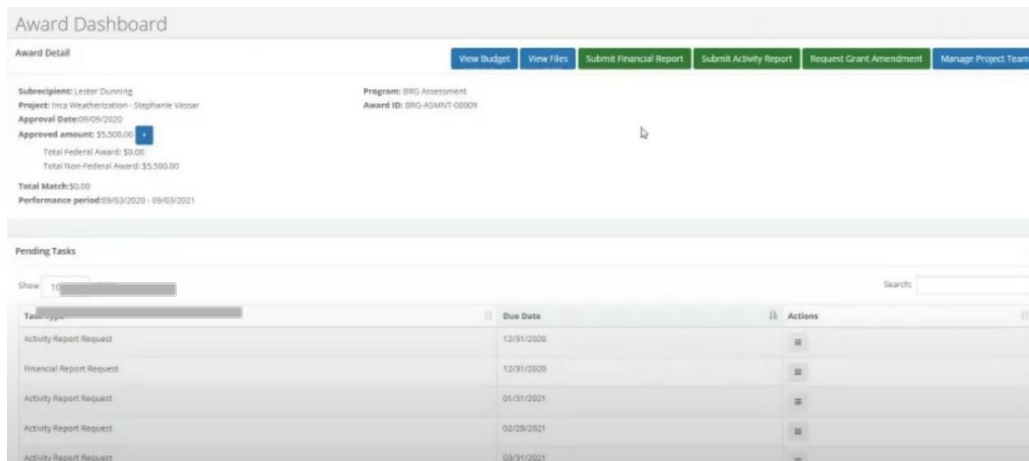 Award Dashboard
Award Detail
View Budget View Files Submit Financial Report Submit Activity Report Request Grant Amendment Manage Project Team
Subrecipient: Lester Dunning Program: BRG Assessment
Project: Inca Weatherization - Stephanie Vassar Award ID: BRG-ASMNT-00009
Approval Date:09/09/2020
Approved amount: $5,500.00
Total Federal Award: $0.00
Total Non-Federal Award: $5,500.00
Total Match:$0.00
Performance period:09/03/2020 - 09/03/2021
Pending Tasks
Show 10 Search:
Due Date Actions
Activity Report Request 12/31/2020
Financial Report Request 12/31/2020
Activity Report Request 01/31/2021
Activity Report Request 02/28/2021
Activity Report Request 03/31/2021